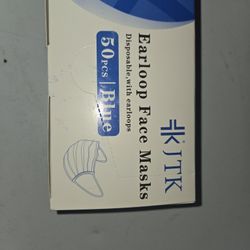 JTK
Earloop Face Masks
Disposable,with earloops
50PCS | Blue